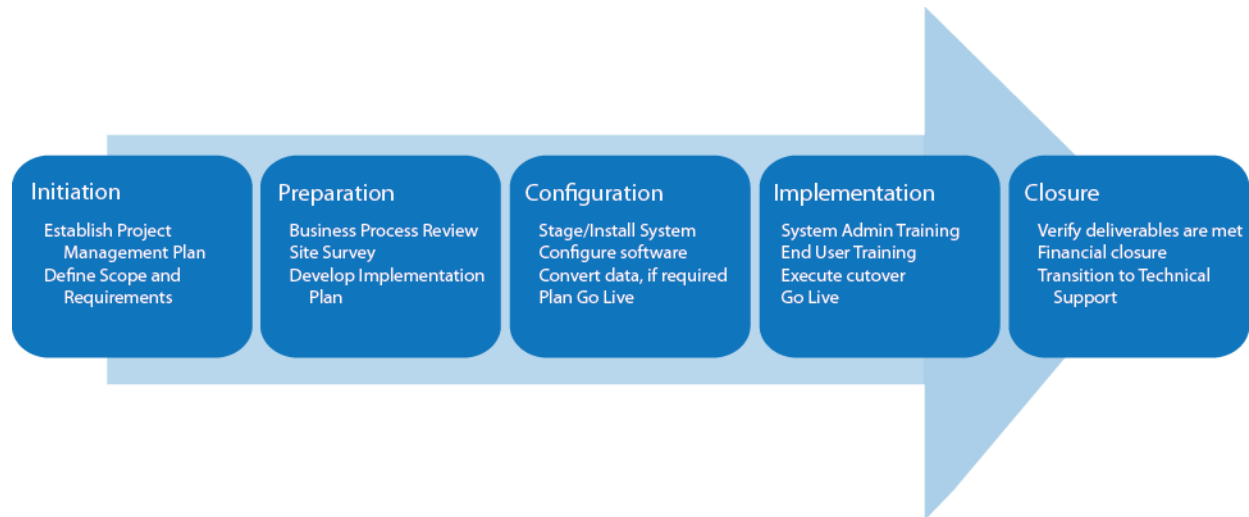 Initiation
Establish Project
Management Plan
Define Scope and
Requirements
Preparation
Business Process Review
Site Survey
Develop Implementation
Plan
Configuration
Stage/Install System
Configure software
Convert data, if required
Plan Go Live
Implementation
System Admin Training
End User Training
Execute cutover
Go Live
Closure
Verify deliverables are met
Financial closure
Transition to Technical
Support